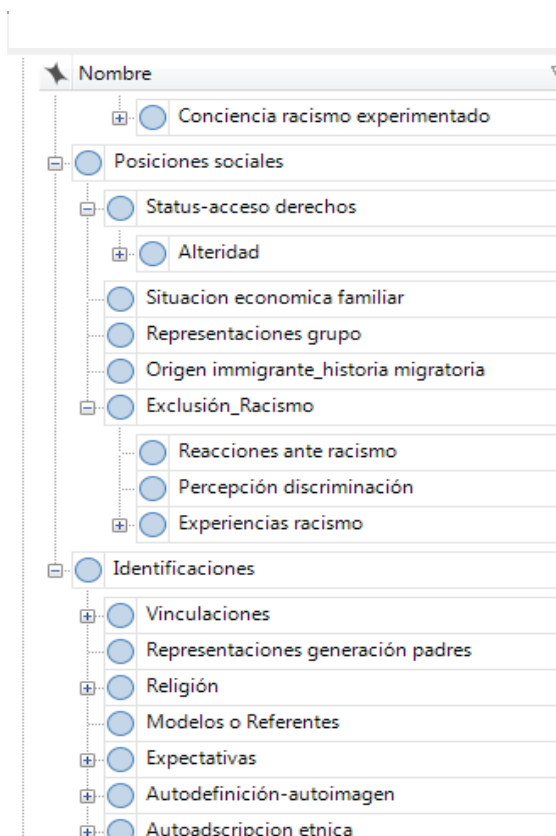 Nombre
Conciencia racismo experimentado
Posiciones sociales
Status-acceso derechos
Alteridad
Situacion economica familiar
Representaciones grupo
Origen immigrante_historia migratoria
Exclusión_Racismo
Reacciones ante racismo
Percepción discriminación
Experiencias racismo
Identificaciones
Vinculaciones
Representaciones generación padres
Religión
Modelos o Referentes
Expectativas
Autodefinición-autoimagen
Autoadscripcion etnica